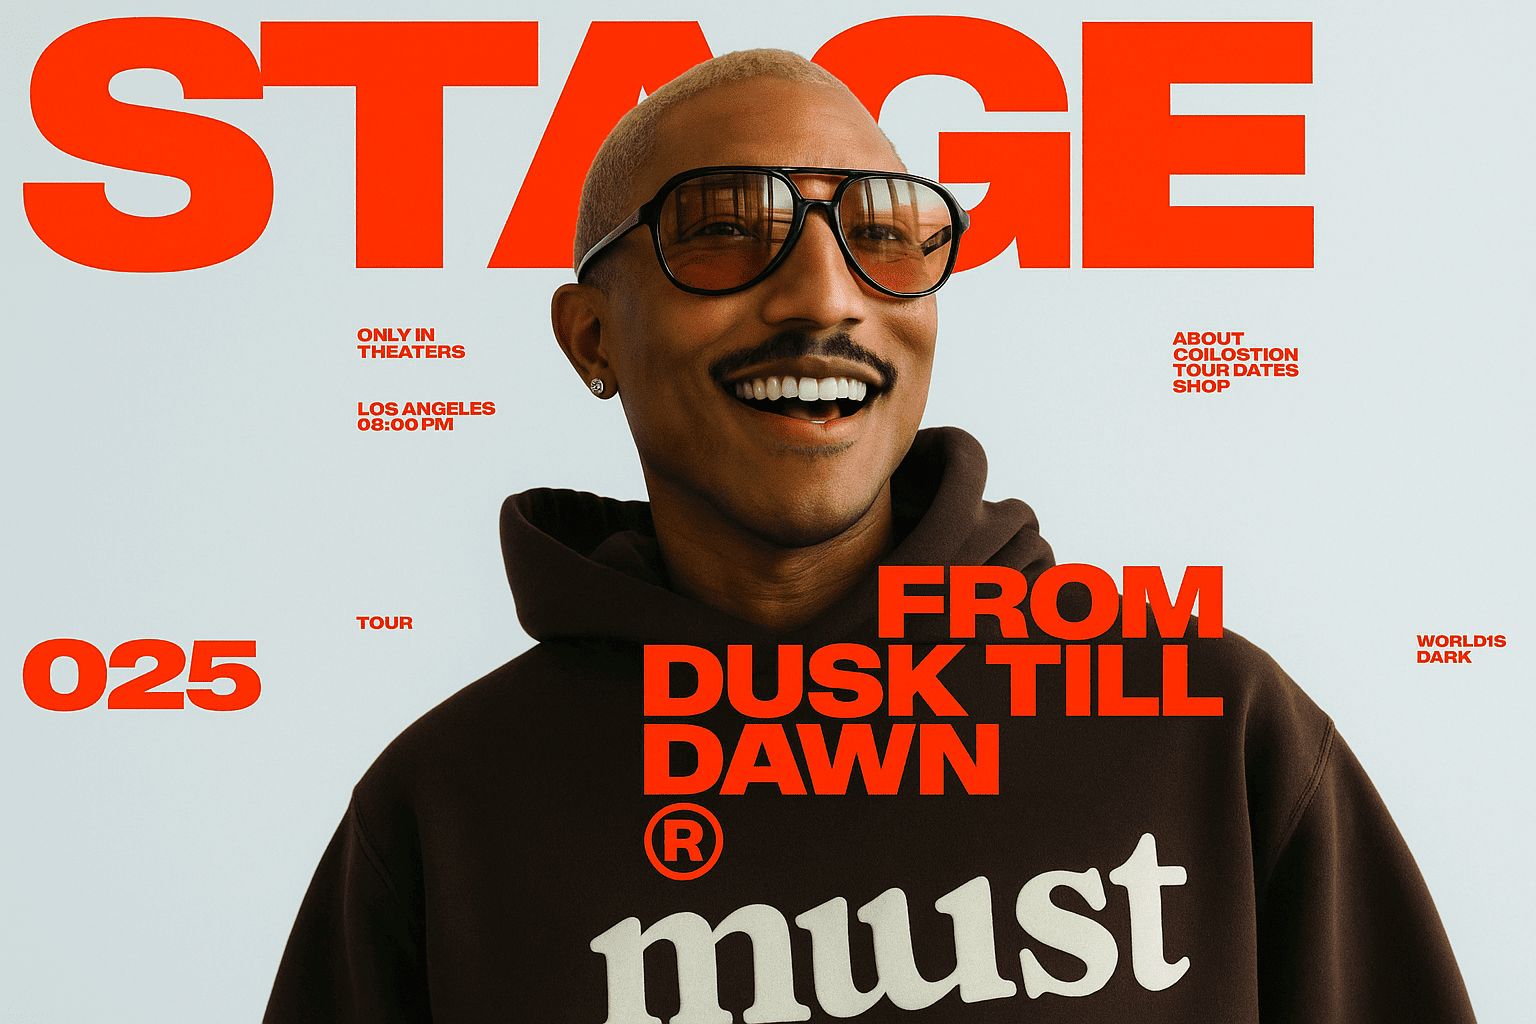 STAGE
ONLY IN
THEATERS
LOS ANGELES
08:00 PM
ABOUT
COILOSTION
TOUR DATES
SHOP
TOUR
025
FROM
DUSK TILL
DAWN
®
WORLD1S
DARK
muust